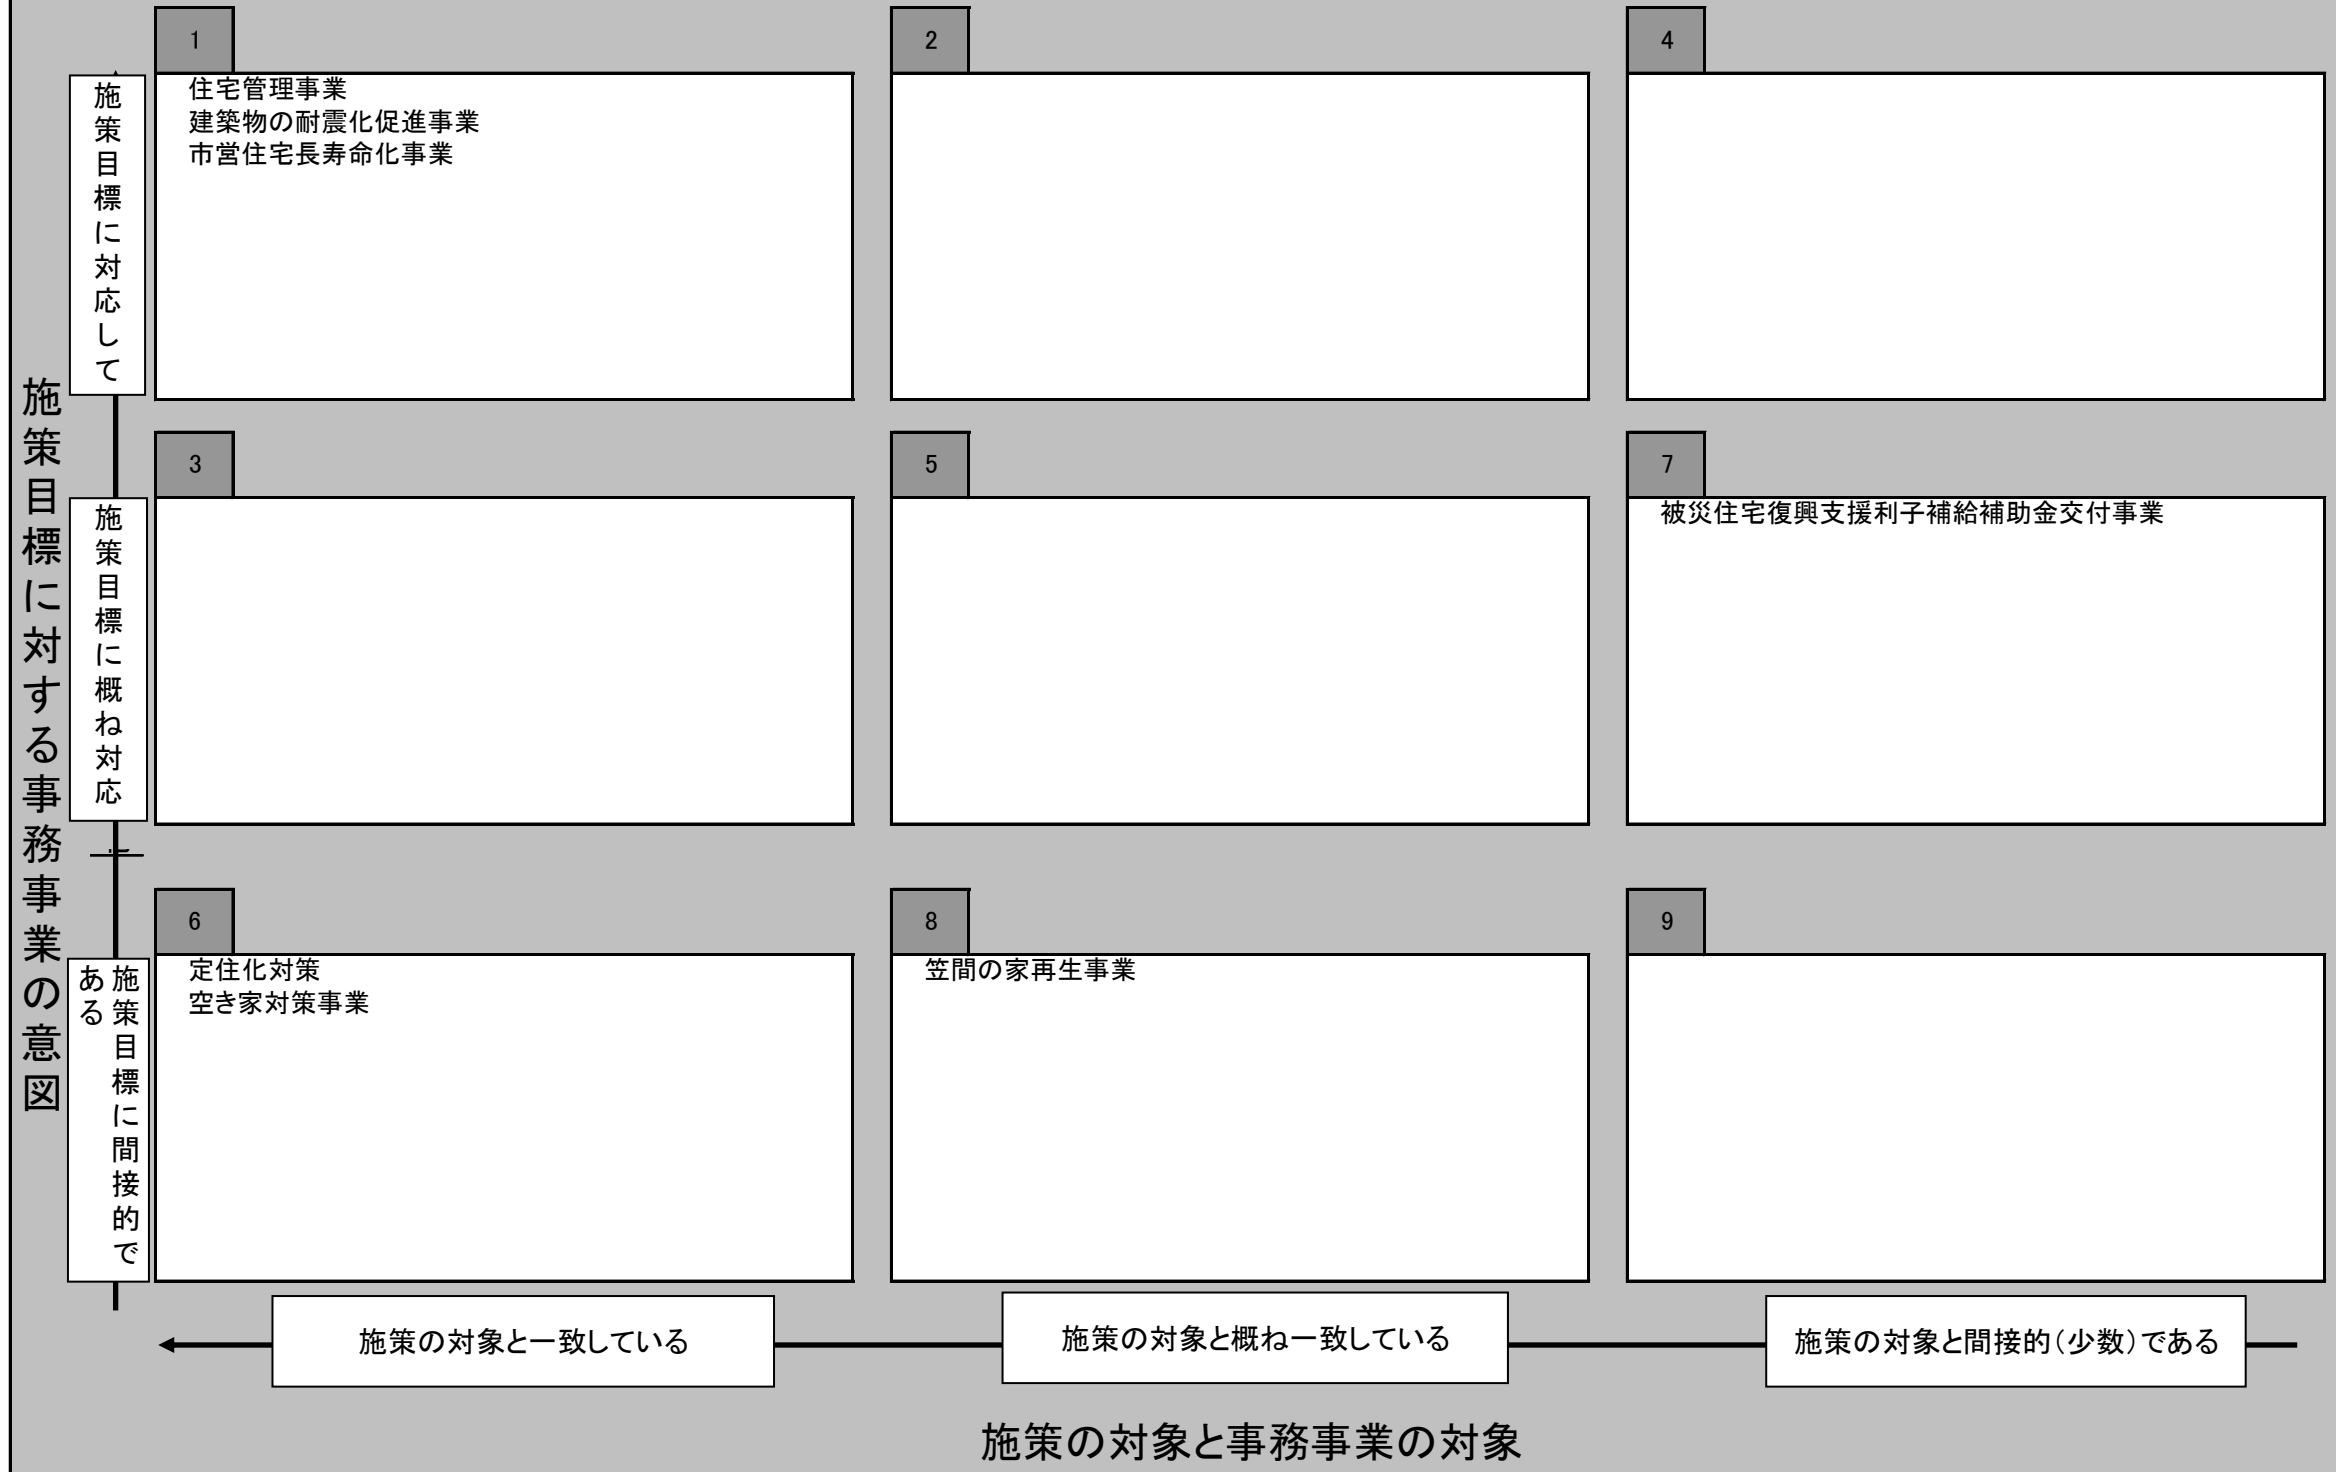 1
住宅管理事業
建築物の耐震化促進事業
市営住宅長寿命化事業
2
4
施策目標に対応して
3
5
7
被災住宅復興支援利子補給補助金交付事業
施策目標に概ね対応
施策目標に対する事務事業の意図
6
定住化対策
空き家対策事業
8
笠間の家再生事業
9
施策目標に間接的で
ある
施策の対象と一致している
施策の対象と概ね一致している
施策の対象と間接的（少数）である
施策の対象と事務事業の対象